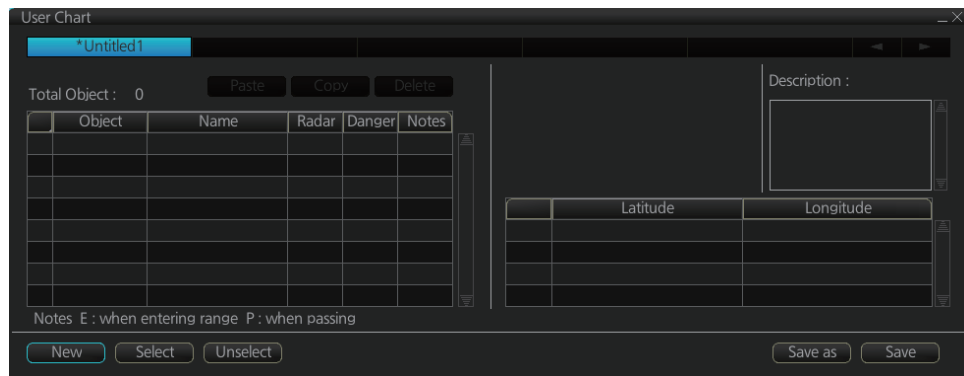 User Chart
*Untitled1
Total Object : 0
Paste Copy Delete
Description :
Object Name Radar Danger Notes
Latitude Longitude
Notes E : when entering range P : when passing
New Select Unselect Save as Save